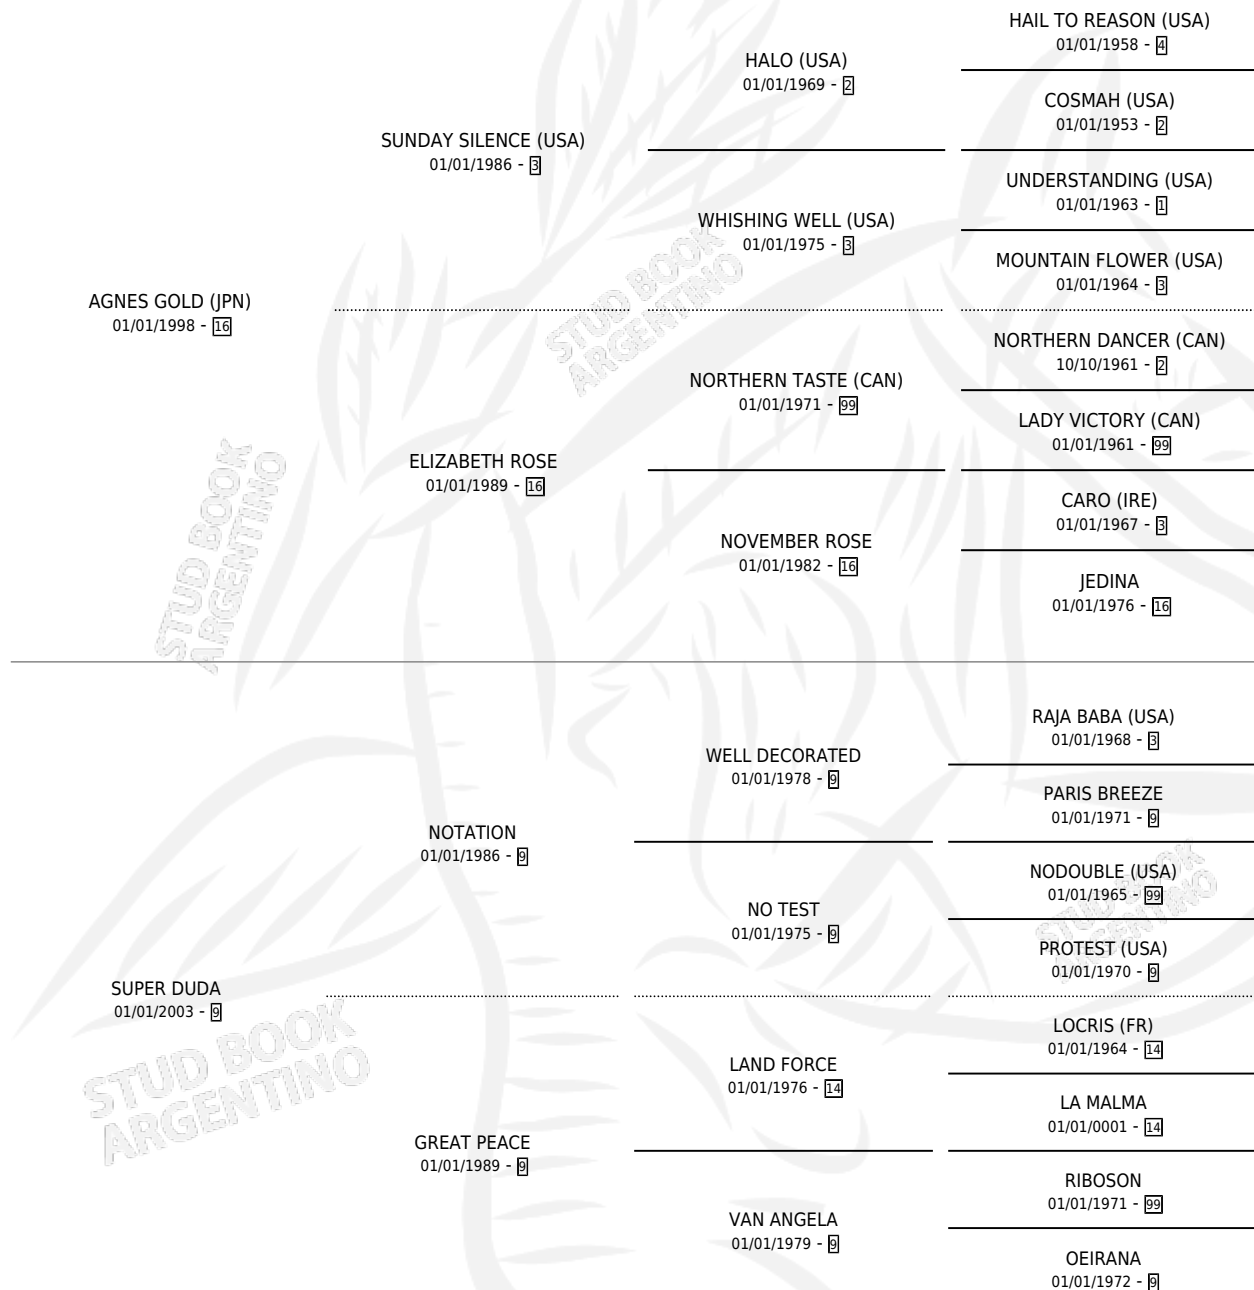 HAIL TO REASON (USA)
01/01/1958 - 4
HALO (USA)
01/01/1969 - 2
COSMAH (USA)
01/01/1953 - 2
SUNDAY SILENCE (USA)
01/01/1986 - 3
UNDERSTANDING (USA)
01/01/1963 - 1
WHISHING WELL (USA)
01/01/1975 - 3
MOUNTAIN FLOWER (USA)
01/01/1964 - 3
AGNES GOLD (JPN)
01/01/1998 - 16
STUD BOOK
ARGENTINO
NORTHERN DANCER (CAN)
10/10/1961 - 2
NORTHERN TASTE (CAN)
01/01/1971 - 99
LADY VICTORY (CAN)
01/01/1961 - 99
ELIZABETH ROSE
01/01/1989 - 16
CARO (IRE)
01/01/1967 - 3
NOVEMBER ROSE
01/01/1982 - 16
JEDINA
01/01/1976 - 16
STUD BOOK
ARGENTINO
RAJA BABA (USA)
01/01/1968 - 3
WELL DECORATED
01/01/1978 - 9
PARIS BREEZE
01/01/1971 - 9
NOTATION
01/01/1986 - 9
NODOUBLE (USA)
01/01/1965 - 99
NO TEST
01/01/1975 - 9
PROTEST (USA)
01/01/1970 - 9
STUD BOOK
ARGENTINO
SUPER DUDA
01/01/2003 - 9
LOCRIS (FR)
01/01/1964 - 14
LAND FORCE
01/01/1976 - 14
LA MALMA
01/01/0001 - 14
STUD BOOK
ARGENTINO
GREAT PEACE
01/01/1989 - 9
RIBOSON
01/01/1971 - 99
VAN ANGELA
01/01/1979 - 9
OEIRANA
01/01/1972 - 9